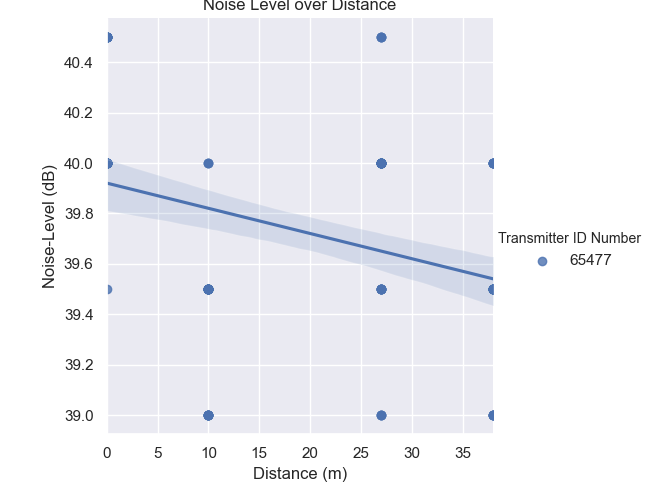 Noise Level over Distance
40.4
40.2
40.0
39.8
39.6
39.4
39.2
39.0
Noise-Level (dB)
0 5 10 15 20 25 30 35
Distance (m)
Transmitter ID Number
65477